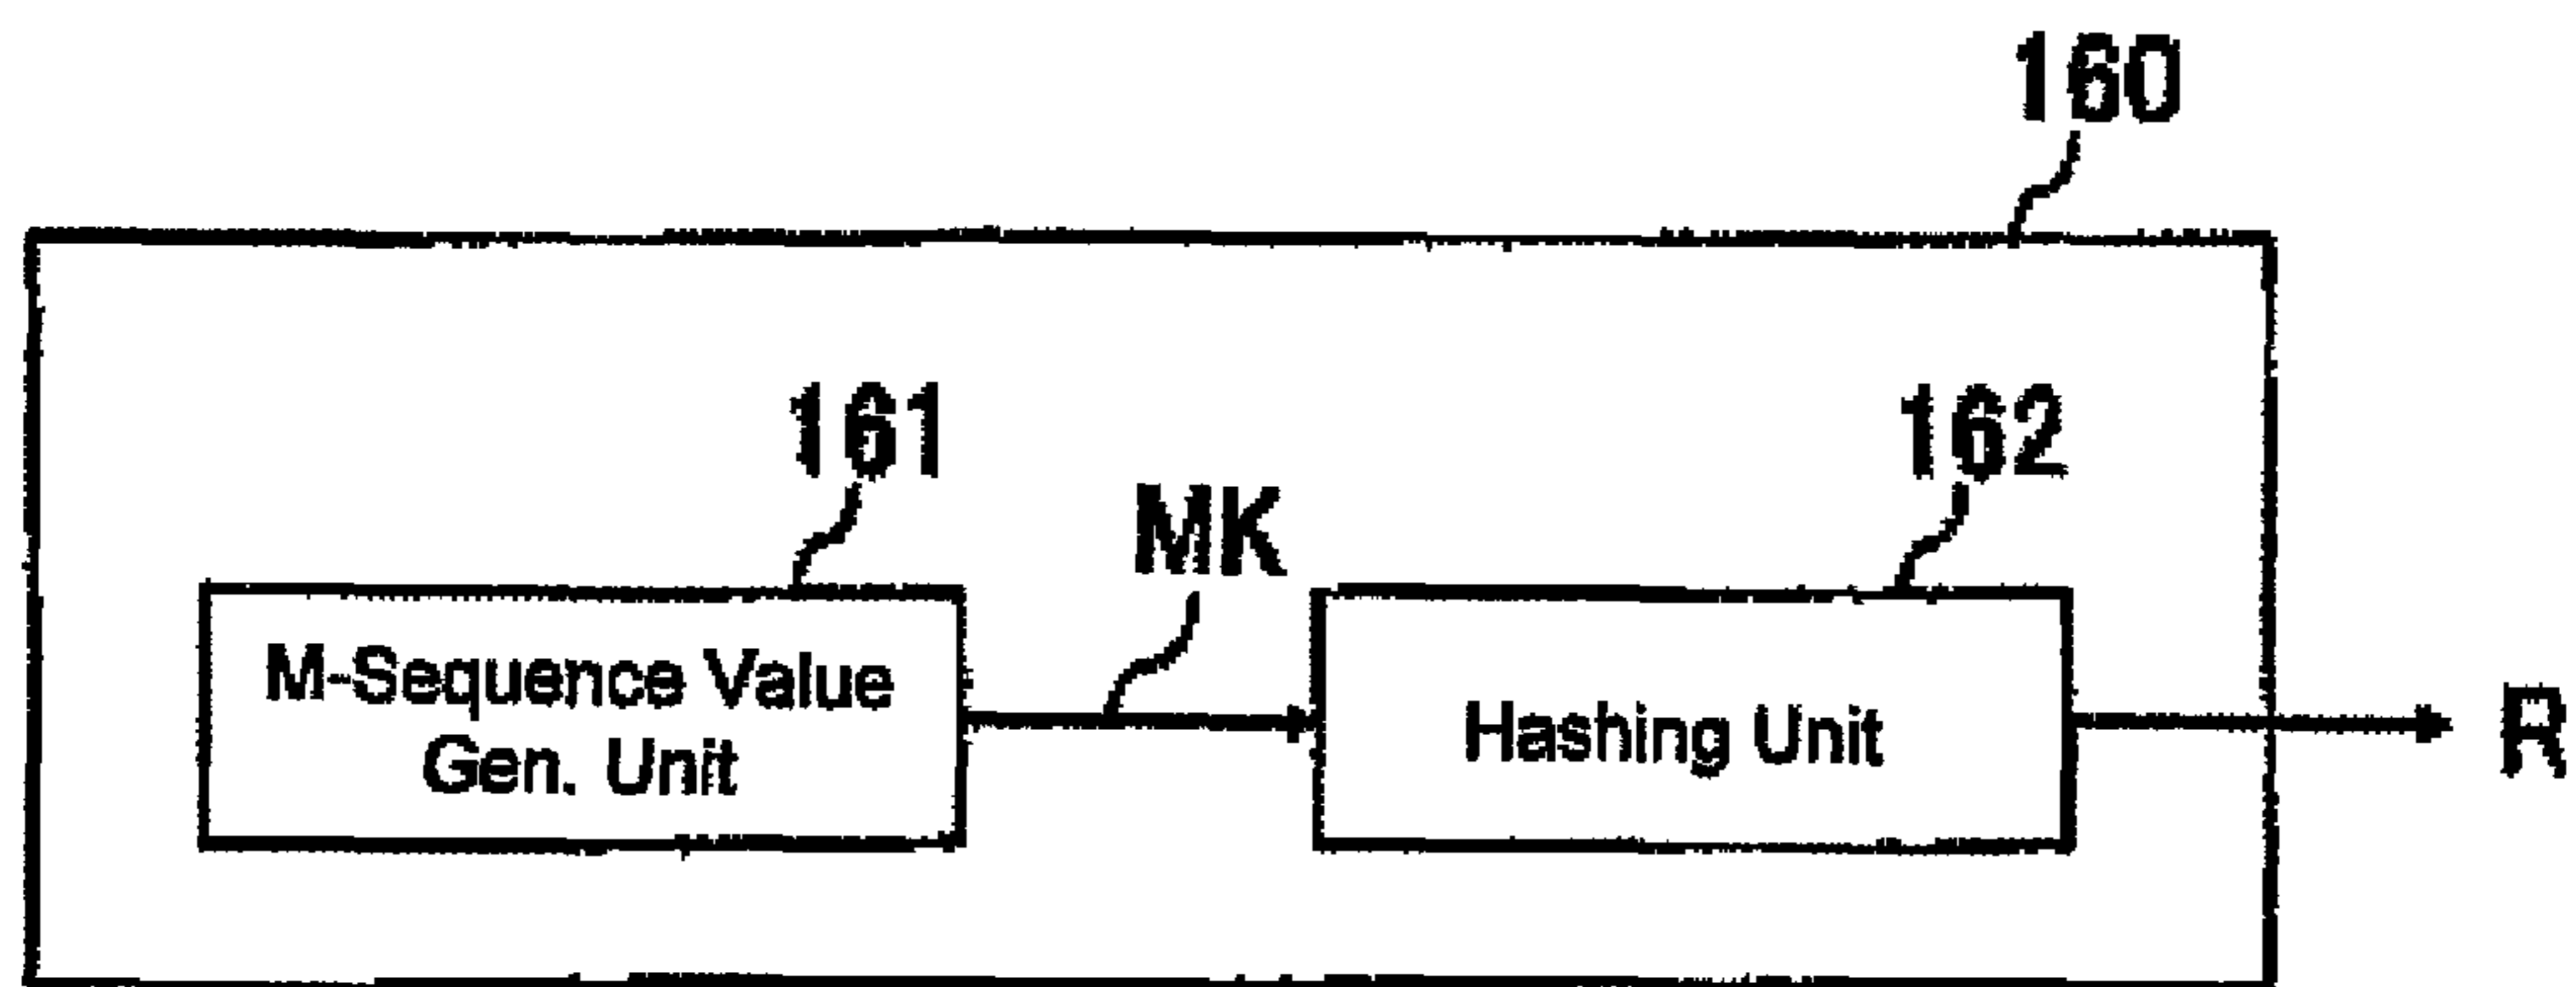 160
161
162
MK
M-Sequence Value
Gen. Unit
Hashing Unit
R